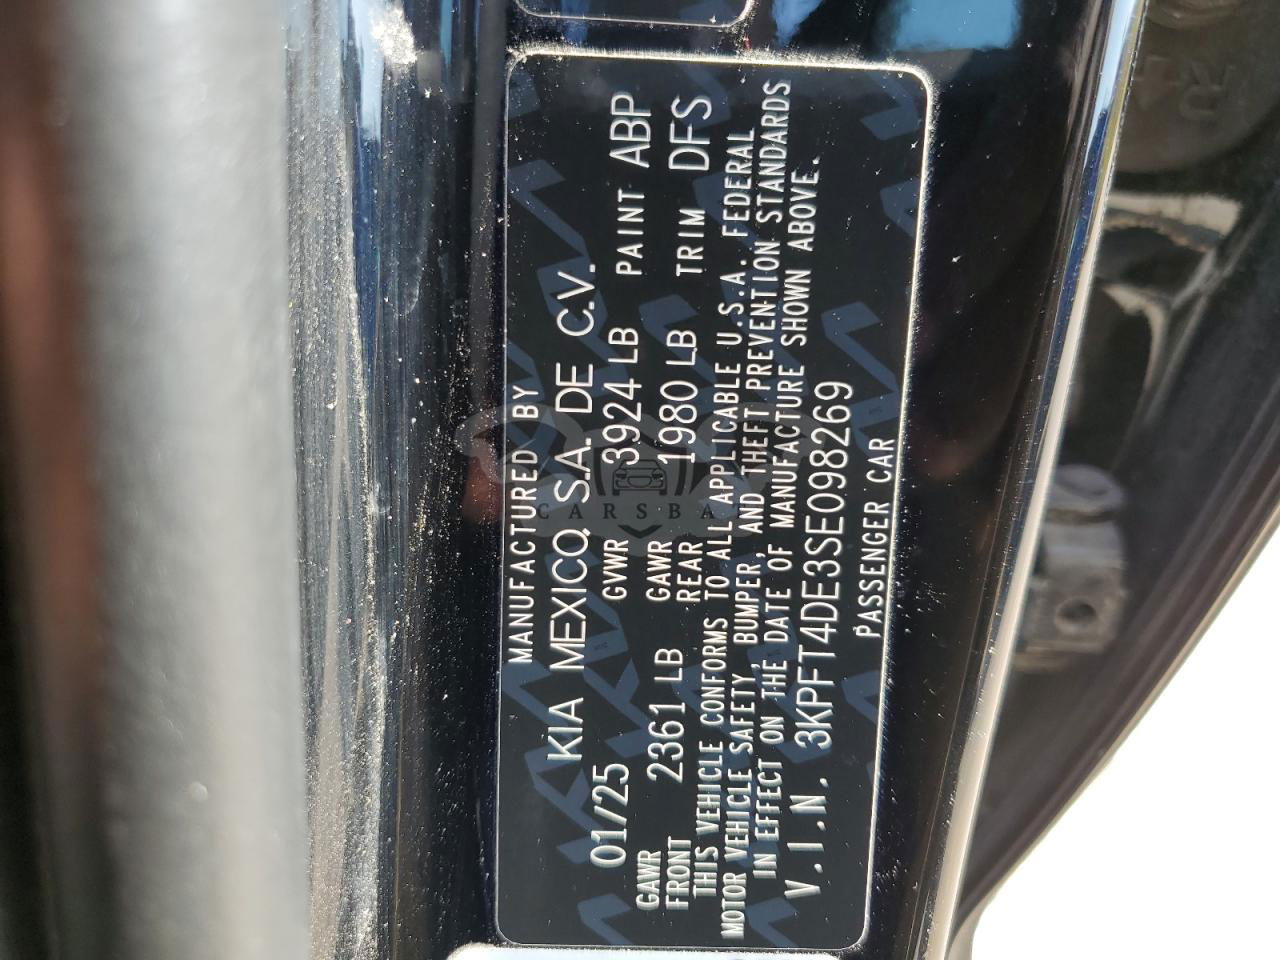 MANUFACTURED BY
KIA MEXICO, S.A. DE C.V.
01/25 GVWR 3924 LB PAINT ABP
GAWR FRONT 2361 LB GAWR REAR 1980 LB TRIM DFS
THIS VEHICLE CONFORMS TO ALL APPLICABLE U.S.A. FEDERAL
MOTOR VEHICLE SAFETY, BUMPER, AND THEFT PREVENTION STANDARDS
IN EFFECT ON THE DATE OF MANUFACTURE SHOWN ABOVE.
V.I.N. 3KPFT4DE3SE098269
PASSENGER CAR